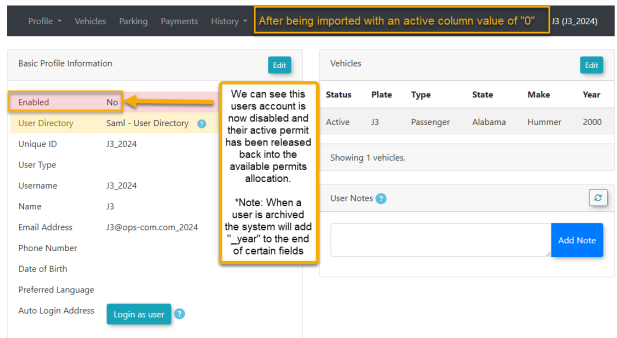 Profile Vehicles Parking Payments History After being imported with an active column value of "0" J3 (J3_2024)
Basic Profile Information Edit
Enabled No
User Directory Saml - User Directory ?
Unique ID J3_2024
User Type
Username J3_2024
Name J3
Email Address J3@ops-com.com_2024
Phone Number
Date of Birth
Preferred Language
Auto Login Address Login as user ?
We can see this
users account is
now disabled and
their active permit
has been released
back into the
available permits
allocation.
*Note: When a
user is archived
the system will add
"_year" to the end
of certain fields
Vehicles Edit
Status Plate Type State Make Year
Active J3 Passenger Alabama Hummer 2000
Showing 1 vehicles.
User Notes ?
Add Note